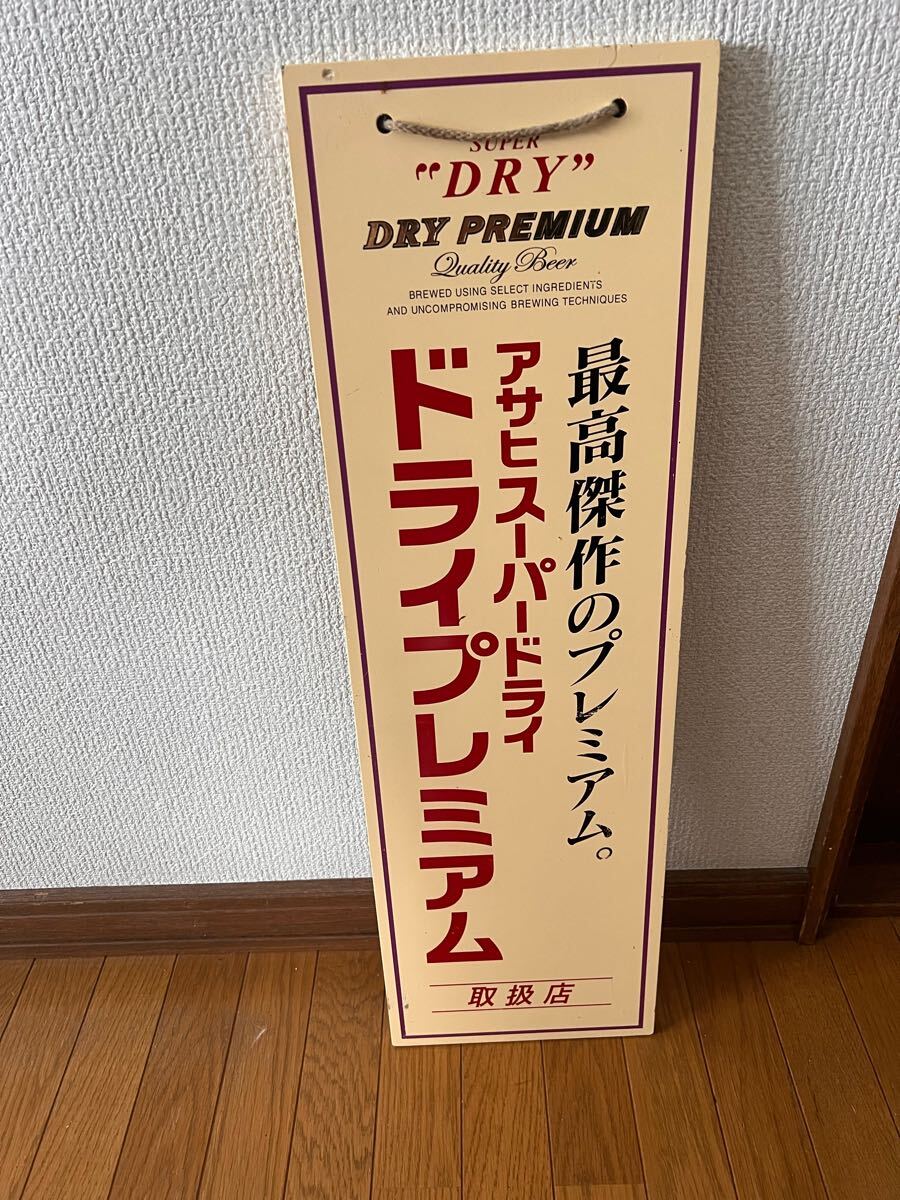 SUPER
“DRY”
DRY PREMIUM
Quality Beer
BREWED USING SELECT INGREDIENTS
AND UNCOMPROMISING BREWING TECHNIQUES
最高傑作のプレミアム。
アサヒスーパードライ
ドライプレミアム
取扱店